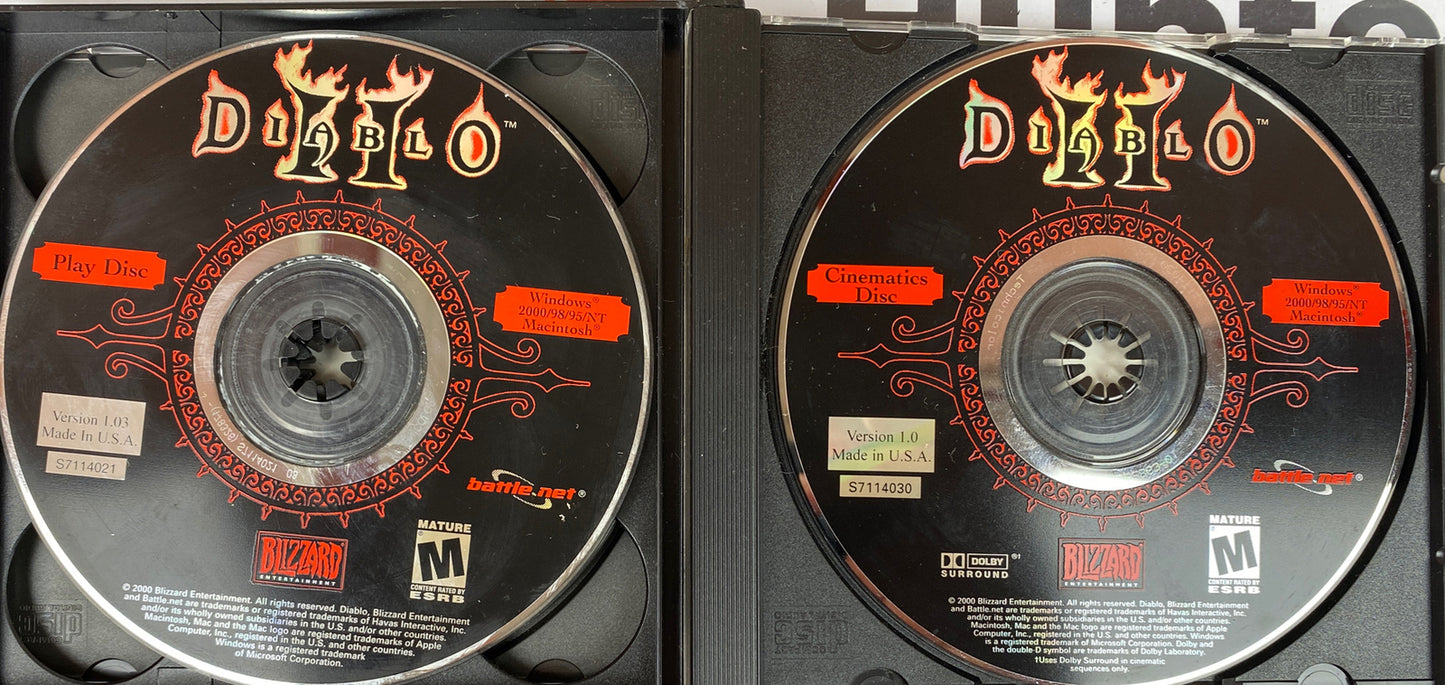 DIABLO II™
Play Disc
Windows®
2000/98/95/NT
Macintosh®
Version 1.03
Made In U.S.A.
S7114021
battle.net®
BLIZZARD
ENTERTAINMENT
MATURE
M
CONTENT RATED BY
ESRB
© 2000 Blizzard Entertainment. All rights reserved. Diablo, Blizzard Entertainment
and Battle.net are trademarks or registered trademarks of Havas Interactive, Inc.
and/or its wholly owned subsidiaries in the U.S. and/or other countries.
Macintosh, Mac and the Mac logo are registered trademarks of Apple
Computer, Inc., registered in the U.S. and other countries.
Windows is a registered trademark
of Microsoft Corporation.
S7114021 08
DIABLO II™
Cinematics
Disc
Windows®
2000/98/95/NT
Macintosh®
Version 1.0
Made in U.S.A.
S7114030
battle.net®
DOLBY ®†
SURROUND
BLIZZARD
ENTERTAINMENT
MATURE
M
CONTENT RATED BY
ESRB
© 2000 Blizzard Entertainment. All rights reserved. Diablo, Blizzard Entertainment
and Battle.net are trademarks or registered trademarks of Havas Interactive, Inc.
and/or its wholly owned subsidiaries in the U.S. and/or other countries.
Macintosh, Mac and the Mac logo are registered trademarks of Apple
Computer, Inc., registered in the U.S. and other countries. Windows
is a registered trademark of Microsoft Corporation. Dolby and
the double-D symbol are trademarks of Dolby Laboratory.
†Uses Dolby Surround in cinematic
sequences only.
Technicolor
disc
disc
disc
disc